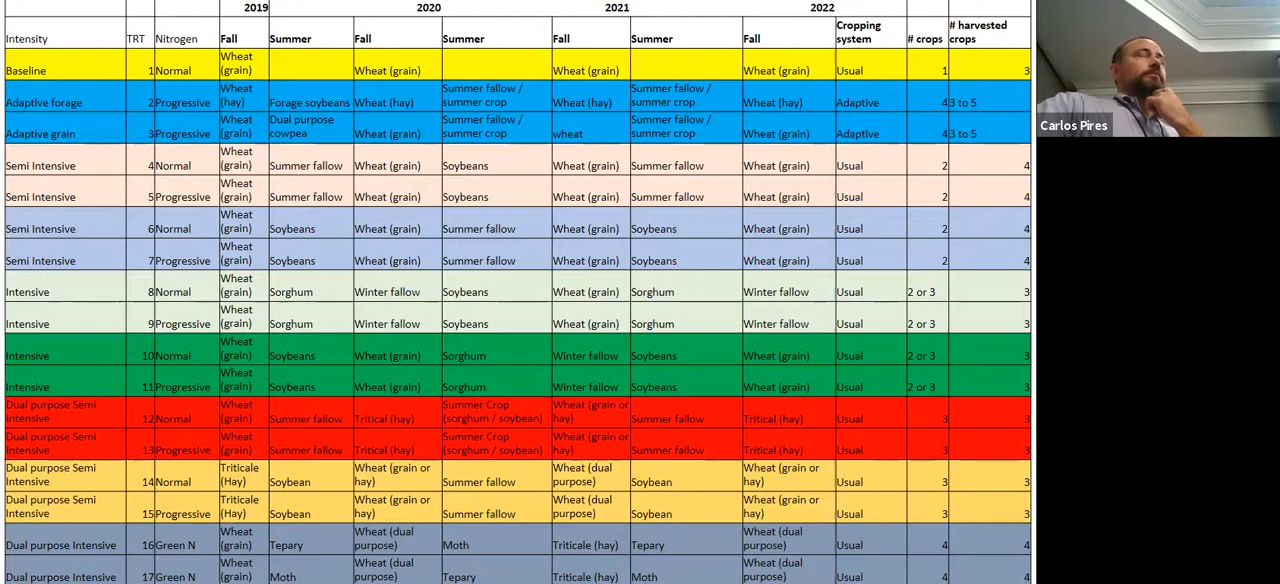 2019 2020 2021 2022
Intensity TRT Nitrogen Fall Summer Fall Summer Fall Summer Fall Cropping system # crops # harvested crops
Baseline 1 Normal Wheat (grain) Wheat (grain) Wheat (grain) Wheat (grain) Usual 1 3
Adaptive forage 2 Progressive Wheat (hay) Forage soybeans Wheat (hay) Summer fallow / summer crop Wheat (hay) Summer fallow / summer crop Wheat (hay) Adaptive 4 3 to 5
Adaptive grain 3 Progressive Wheat (grain) Dual purpose cowpea Wheat (grain) Summer fallow / summer crop wheat Summer fallow / summer crop Wheat (grain) Adaptive 4 3 to 5
Semi Intensive 4 Normal Wheat (grain) Summer fallow Wheat (grain) Soybeans Wheat (grain) Summer fallow Wheat (grain) Usual 2 4
Semi Intensive 5 Progressive Wheat (grain) Summer fallow Wheat (grain) Soybeans Wheat (grain) Summer fallow Wheat (grain) Usual 2 4
Semi Intensive 6 Normal Wheat (grain) Soybeans Wheat (grain) Summer fallow Wheat (grain) Soybeans Wheat (grain) Usual 2 4
Semi Intensive 7 Progressive Wheat (grain) Soybeans Wheat (grain) Summer fallow Wheat (grain) Soybeans Wheat (grain) Usual 2 4
Intensive 8 Normal Wheat (grain) Sorghum Winter fallow Soybeans Wheat (grain) Sorghum Winter fallow Usual 2 or 3 3
Intensive 9 Progressive Wheat (grain) Sorghum Winter fallow Soybeans Wheat (grain) Sorghum Winter fallow Usual 2 or 3 3
Intensive 10 Normal Wheat (grain) Soybeans Wheat (grain) Sorghum Winter fallow Soybeans Wheat (grain) Usual 2 or 3 3
Intensive 11 Progressive Wheat (grain) Soybeans Wheat (grain) Sorghum Winter fallow Soybeans Wheat (grain) Usual 2 or 3 3
Dual purpose Semi Intensive 12 Normal Wheat (grain) Summer fallow Tritical (hay) Summer Crop (sorghum / soybean) Wheat (grain or hay) Summer fallow Tritical (hay) Usual 3 3
Dual purpose Semi Intensive 13 Progressive Wheat (grain) Summer fallow Tritical (hay) Summer Crop (sorghum / soybean) Wheat (grain or hay) Summer fallow Tritical (hay) Usual 3 3
Dual purpose Semi Intensive 14 Normal Triticale (Hay) Soybean Wheat (grain or hay) Summer fallow Wheat (dual purpose) Soybean Wheat (grain or hay) Usual 3 3
Dual purpose Semi Intensive 15 Progressive Triticale (Hay) Soybean Wheat (grain or hay) Summer fallow Wheat (dual purpose) Soybean Wheat (grain or hay) Usual 3 3
Dual purpose Intensive 16 Green N Wheat (grain) Tepary Wheat (dual purpose) Moth Triticale (hay) Tepary Wheat (dual purpose) Usual 4 4
Dual purpose Intensive 17 Green N Wheat (grain) Moth Wheat (dual purpose) Tepary Triticale (hay) Moth Wheat (dual purpose) Usual 4 4
Carlos Pires